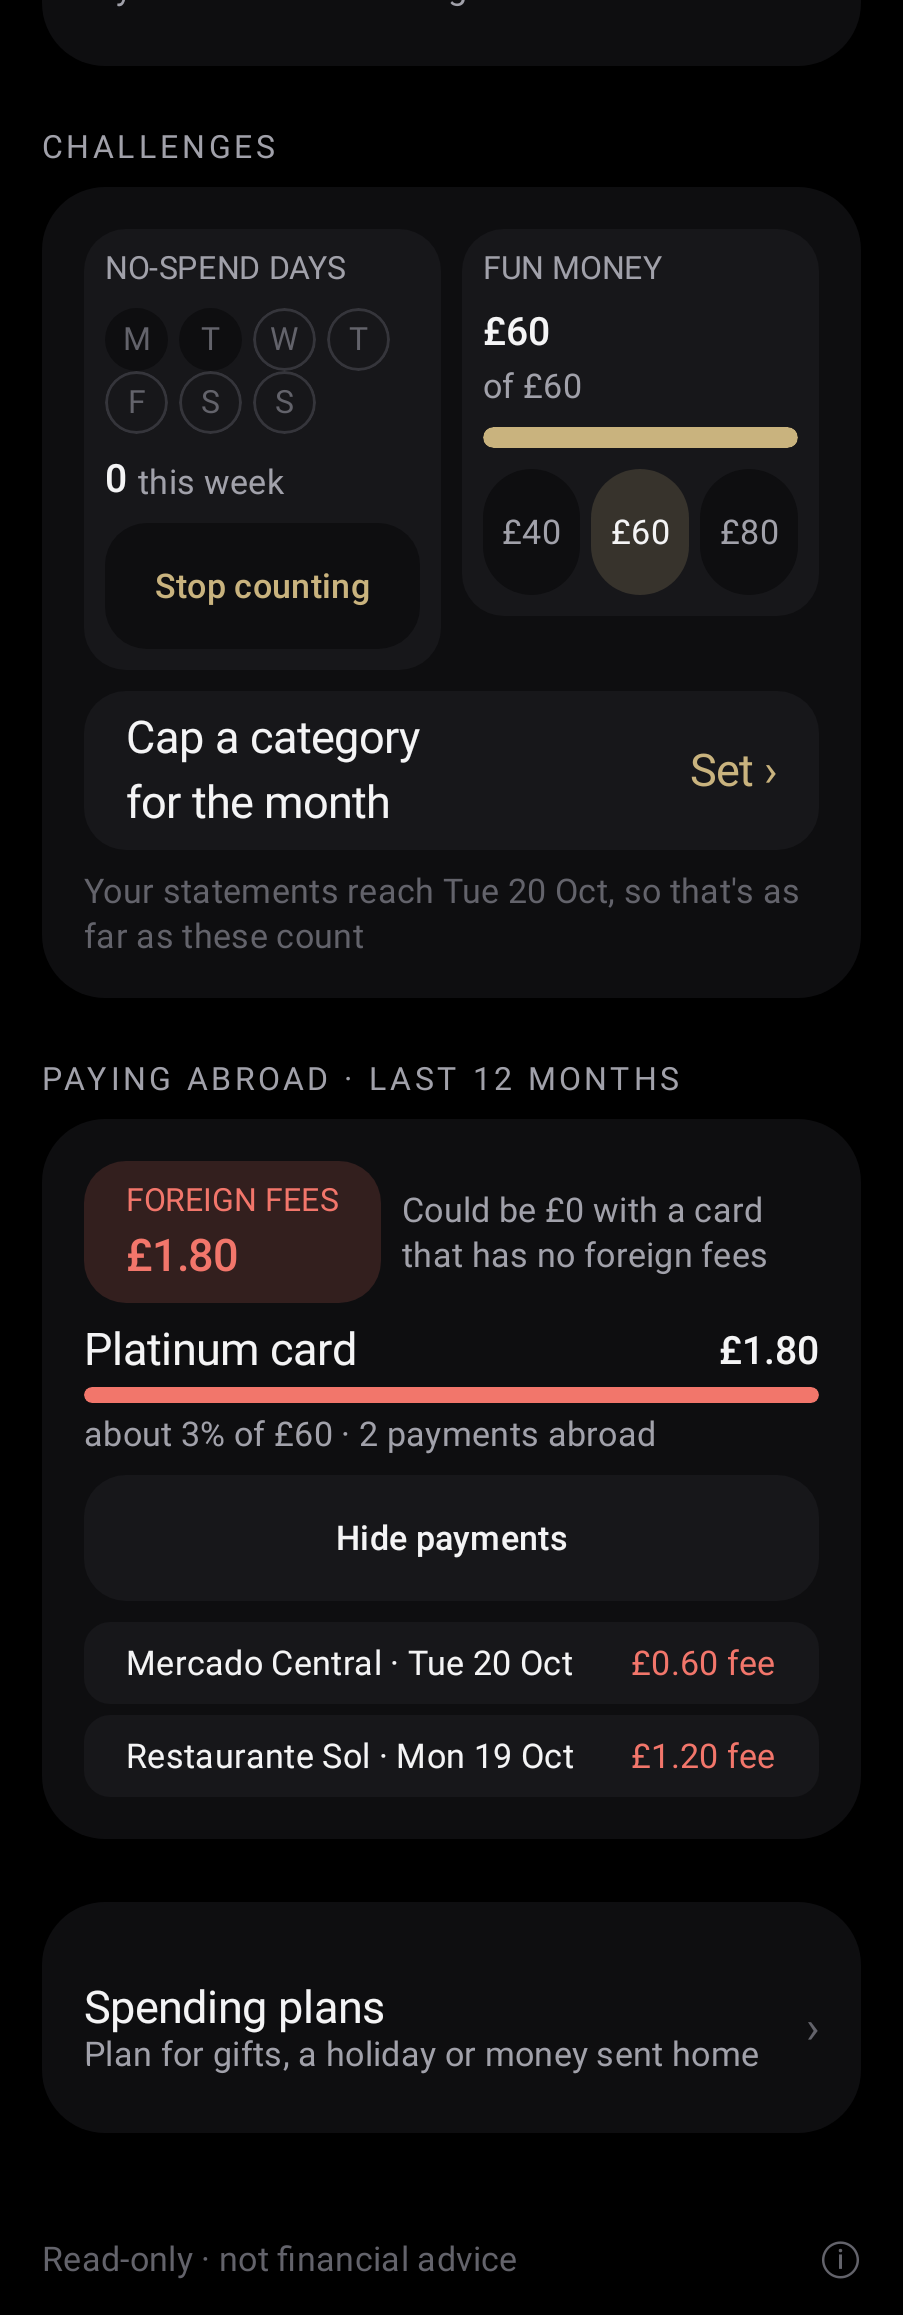 CHALLENGES
NO-SPEND DAYS
M T W T
F S S
0 this week
Stop counting
FUN MONEY
£60
of £60
£40 £60 £80
Cap a category
for the month
Set ›
Your statements reach Tue 20 Oct, so that's as
far as these count
PAYING ABROAD · LAST 12 MONTHS
FOREIGN FEES
£1.80
Could be £0 with a card
that has no foreign fees
Platinum card £1.80
about 3% of £60 · 2 payments abroad
Hide payments
Mercado Central · Tue 20 Oct £0.60 fee
Restaurante Sol · Mon 19 Oct £1.20 fee
Spending plans
Plan for gifts, a holiday or money sent home
›
Read-only · not financial advice